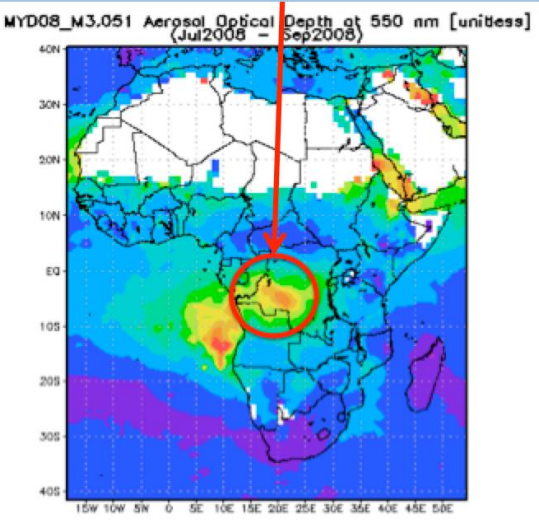 MYD08_M3.051 Aerosol Optical Depth at 550 nm [unitless]
(Jul2008 - Sep2008)
40N
30N
20N
10N
EQ
10S
20S
30S
40S
15W 10W 5W 0 5E 10E 15E 20E 25E 30E 35E 40E 45E 50E